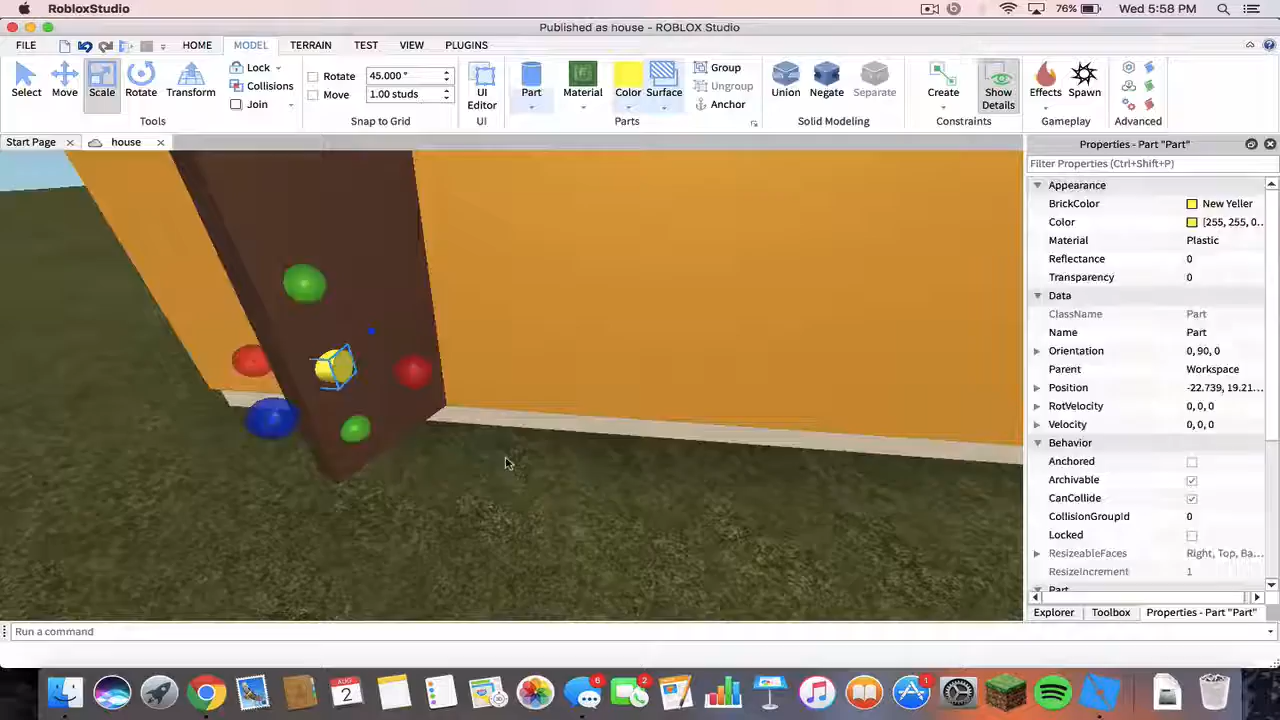 RobloxStudio 76% Wed 5:58 PM
Published as house - ROBLOX Studio
FILE HOME MODEL TERRAIN TEST VIEW PLUGINS
Select Move Scale Rotate Transform
Lock
Collisions
Join
Tools
Rotate 45.000 °
Move 1.00 studs
Snap to Grid
UI
Editor
UI
Part Material Color Surface
Group
Ungroup
Anchor
Parts
Union Negate Separate
Solid Modeling
Create Show
Details
Constraints
Effects Spawn
Gameplay
Advanced
Start Page house
Properties - Part "Part"
Filter Properties (Ctrl+Shift+P)
Appearance
BrickColor New Yeller
Color [255, 255, 0...
Material Plastic
Reflectance 0
Transparency 0
Data
ClassName Part
Name Part
Orientation 0, 90, 0
Parent Workspace
Position -22.739, 19.21...
RotVelocity 0, 0, 0
Velocity 0, 0, 0
Behavior
Anchored
Archivable
CanCollide
CollisionGroupId 0
Locked
ResizeableFaces Right, Top, Ba...
ResizeIncrement 1
Part
Explorer Toolbox Properties - Part "Part"
Run a command
AUG
2
6
2
1